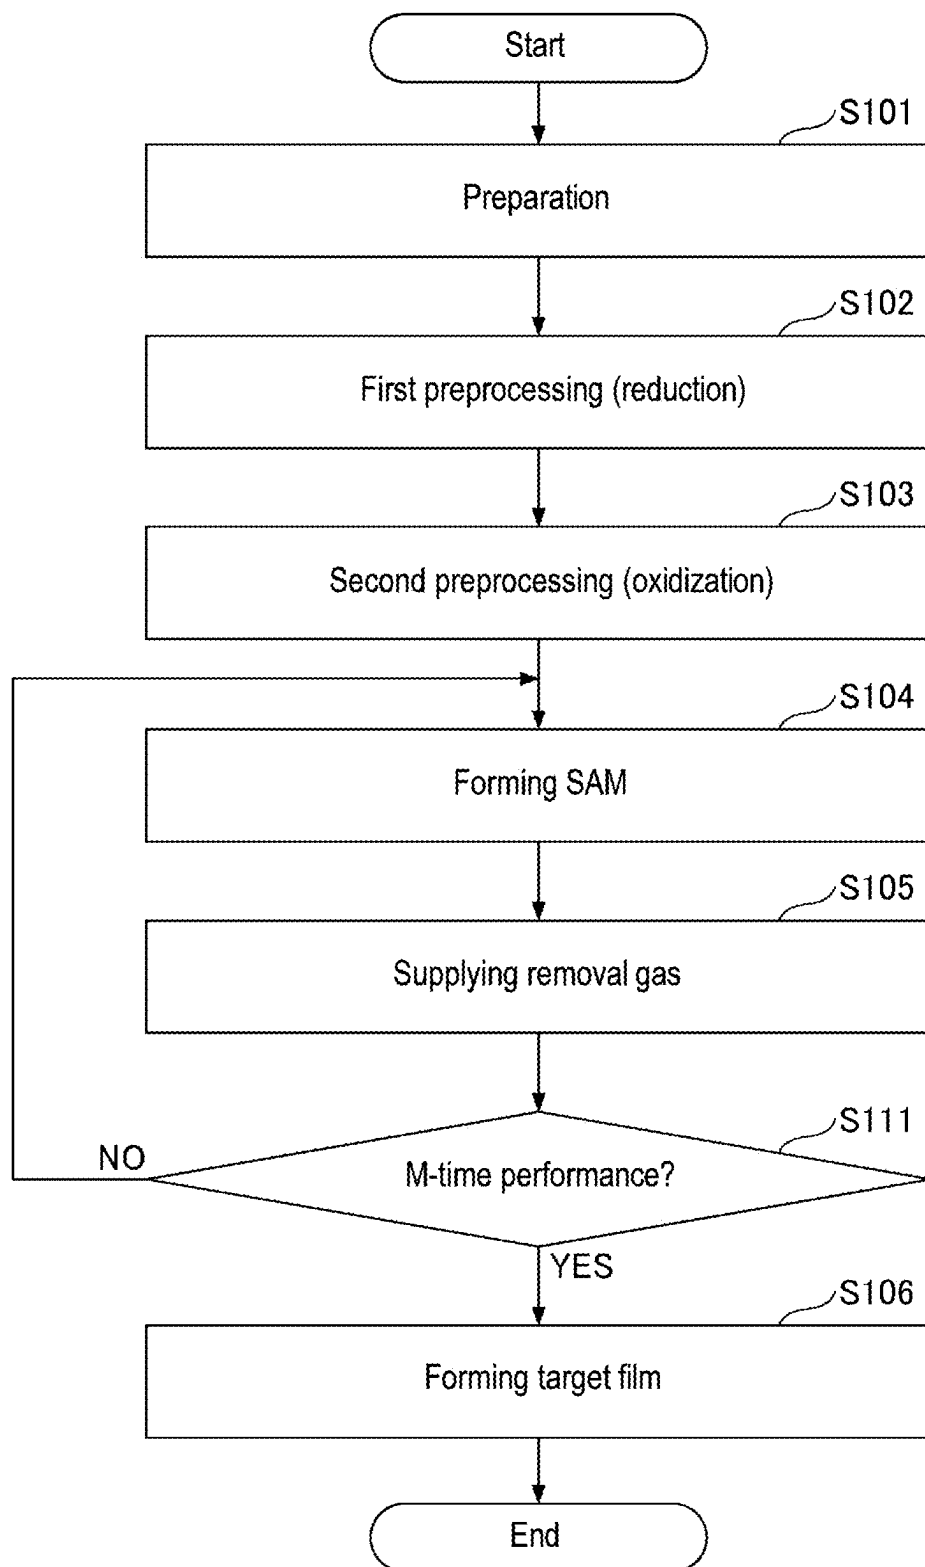 Start
S101
Preparation
S102
First preprocessing (reduction)
S103
Second preprocessing (oxidization)
S104
Forming SAM
S105
Supplying removal gas
S111
NO
M-time performance?
YES
S106
Forming target film
End